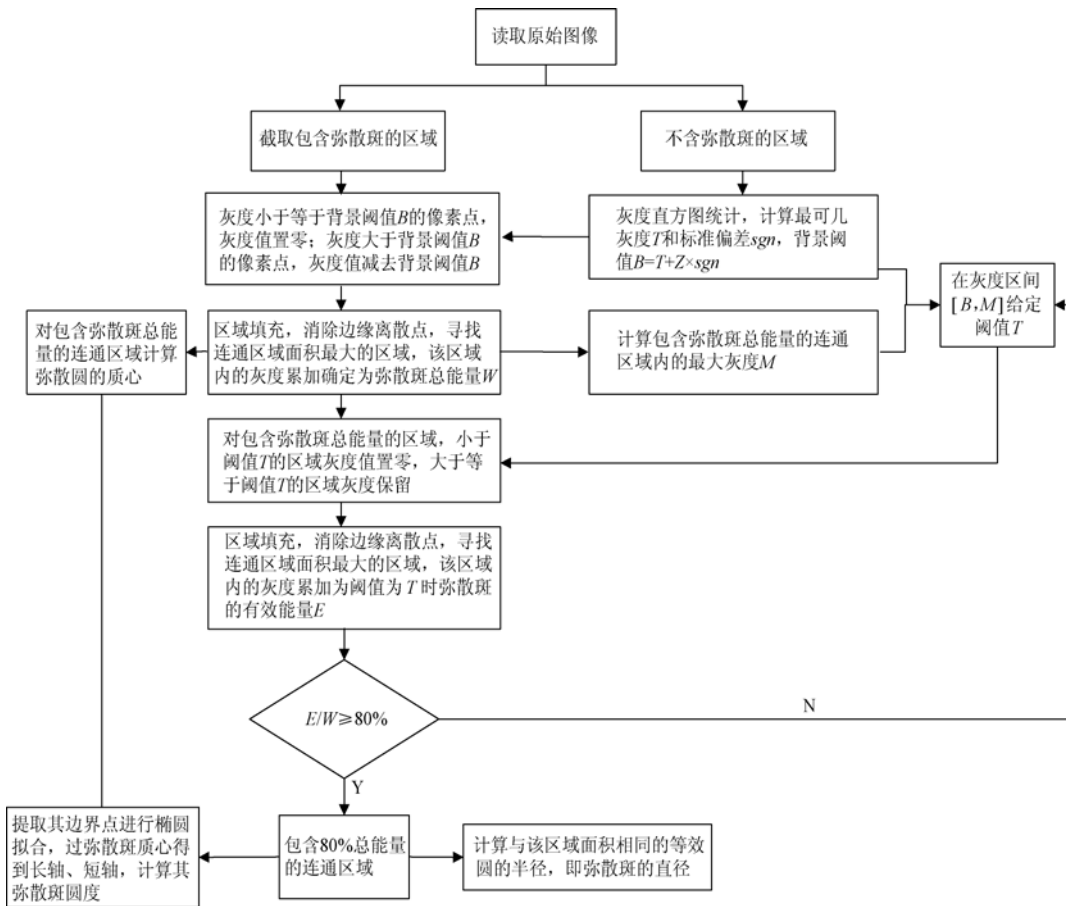 读取原始图像
截取包含弥散斑的区域
不含弥散斑的区域
灰度小于等于背景阈值B的像素点,
灰度值置零；灰度大于背景阈值B
的像素点，灰度值减去背景阈值B
灰度直方图统计，计算最可几
灰度T和标准偏差sgn，背景阈
值B=T+Z×sgn
在灰度区间
[B,M]给定
阈值T
对包含弥散斑总能
量的连通区域计算
弥散圆的质心
区域填充，消除边缘离散点，寻找
连通区域面积最大的区域，该区域
内的灰度累加确定为弥散斑总能量W
计算包含弥散斑总能量的连通
区域内的最大灰度M
对包含弥散斑总能量的区域，小于
阈值T的区域灰度值置零，大于等
于阈值T的区域灰度保留
区域填充，消除边缘离散点，寻找
连通区域面积最大的区域，该区域
内的灰度累加为阈值为T时弥散斑
的有效能量E
E/W≥80%
N
Y
提取其边界点进行椭圆
拟合，过弥散斑质心得
到长轴、短轴，计算其
弥散斑圆度
包含80%总能量
的连通区域
计算与该区域面积相同的等效
圆的半径，即弥散斑的直径